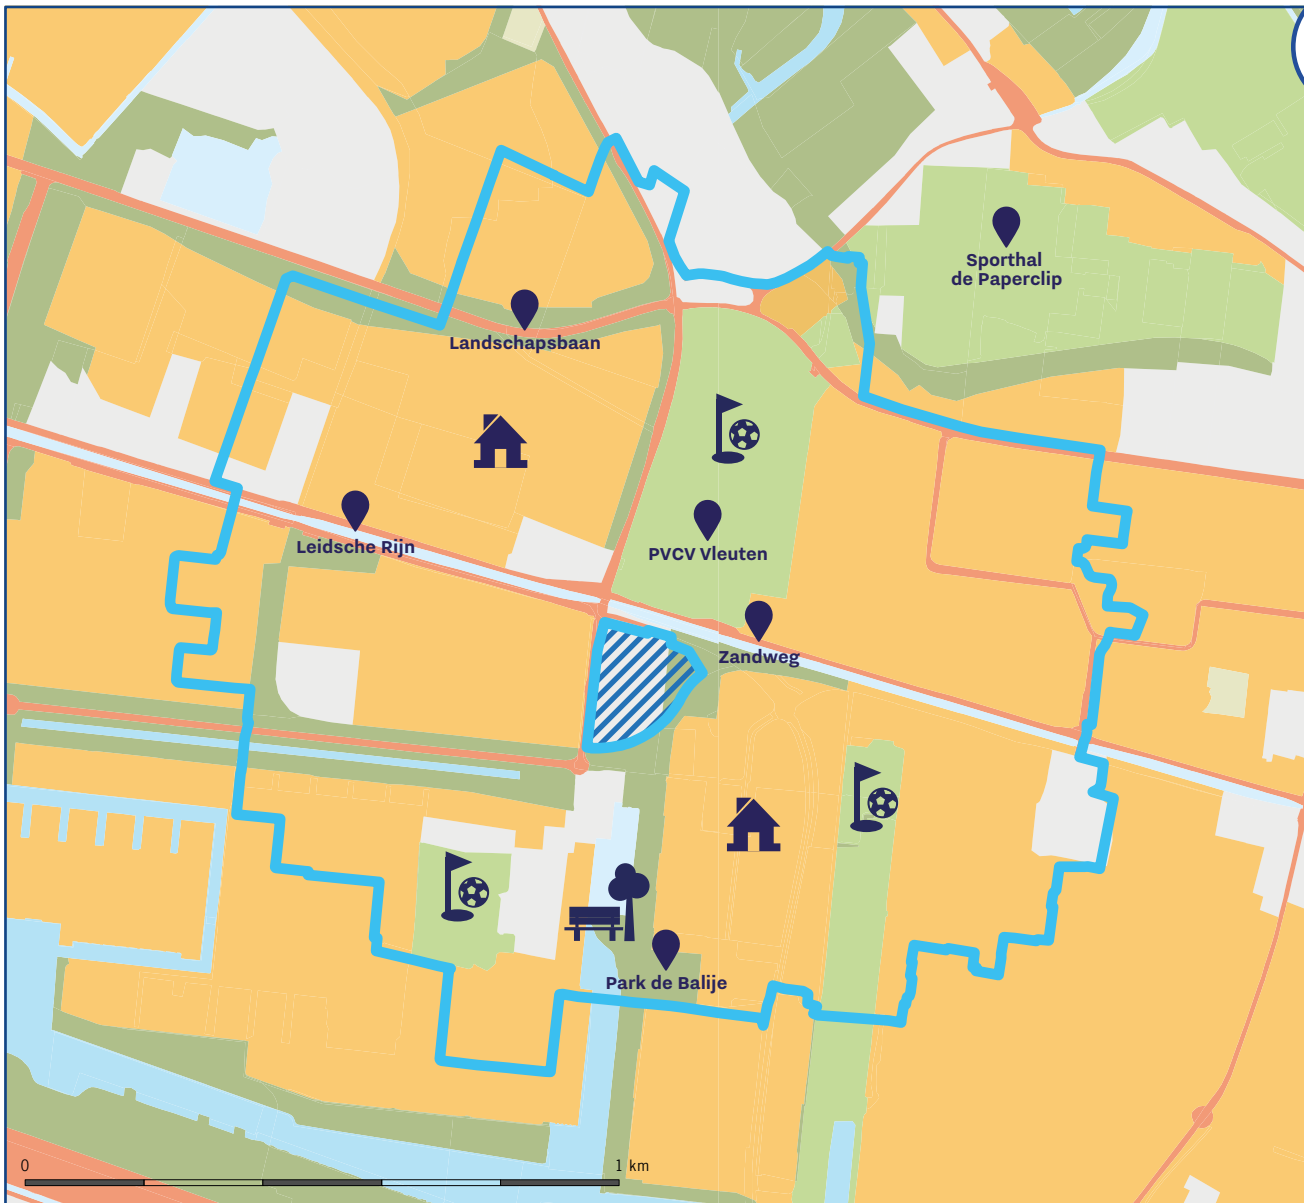 Sporthal
de Paperclip
Landschapsbaan
Leidsche Rijn
PVCV Vleuten
Zandweg
Park de Balije
0
1 km